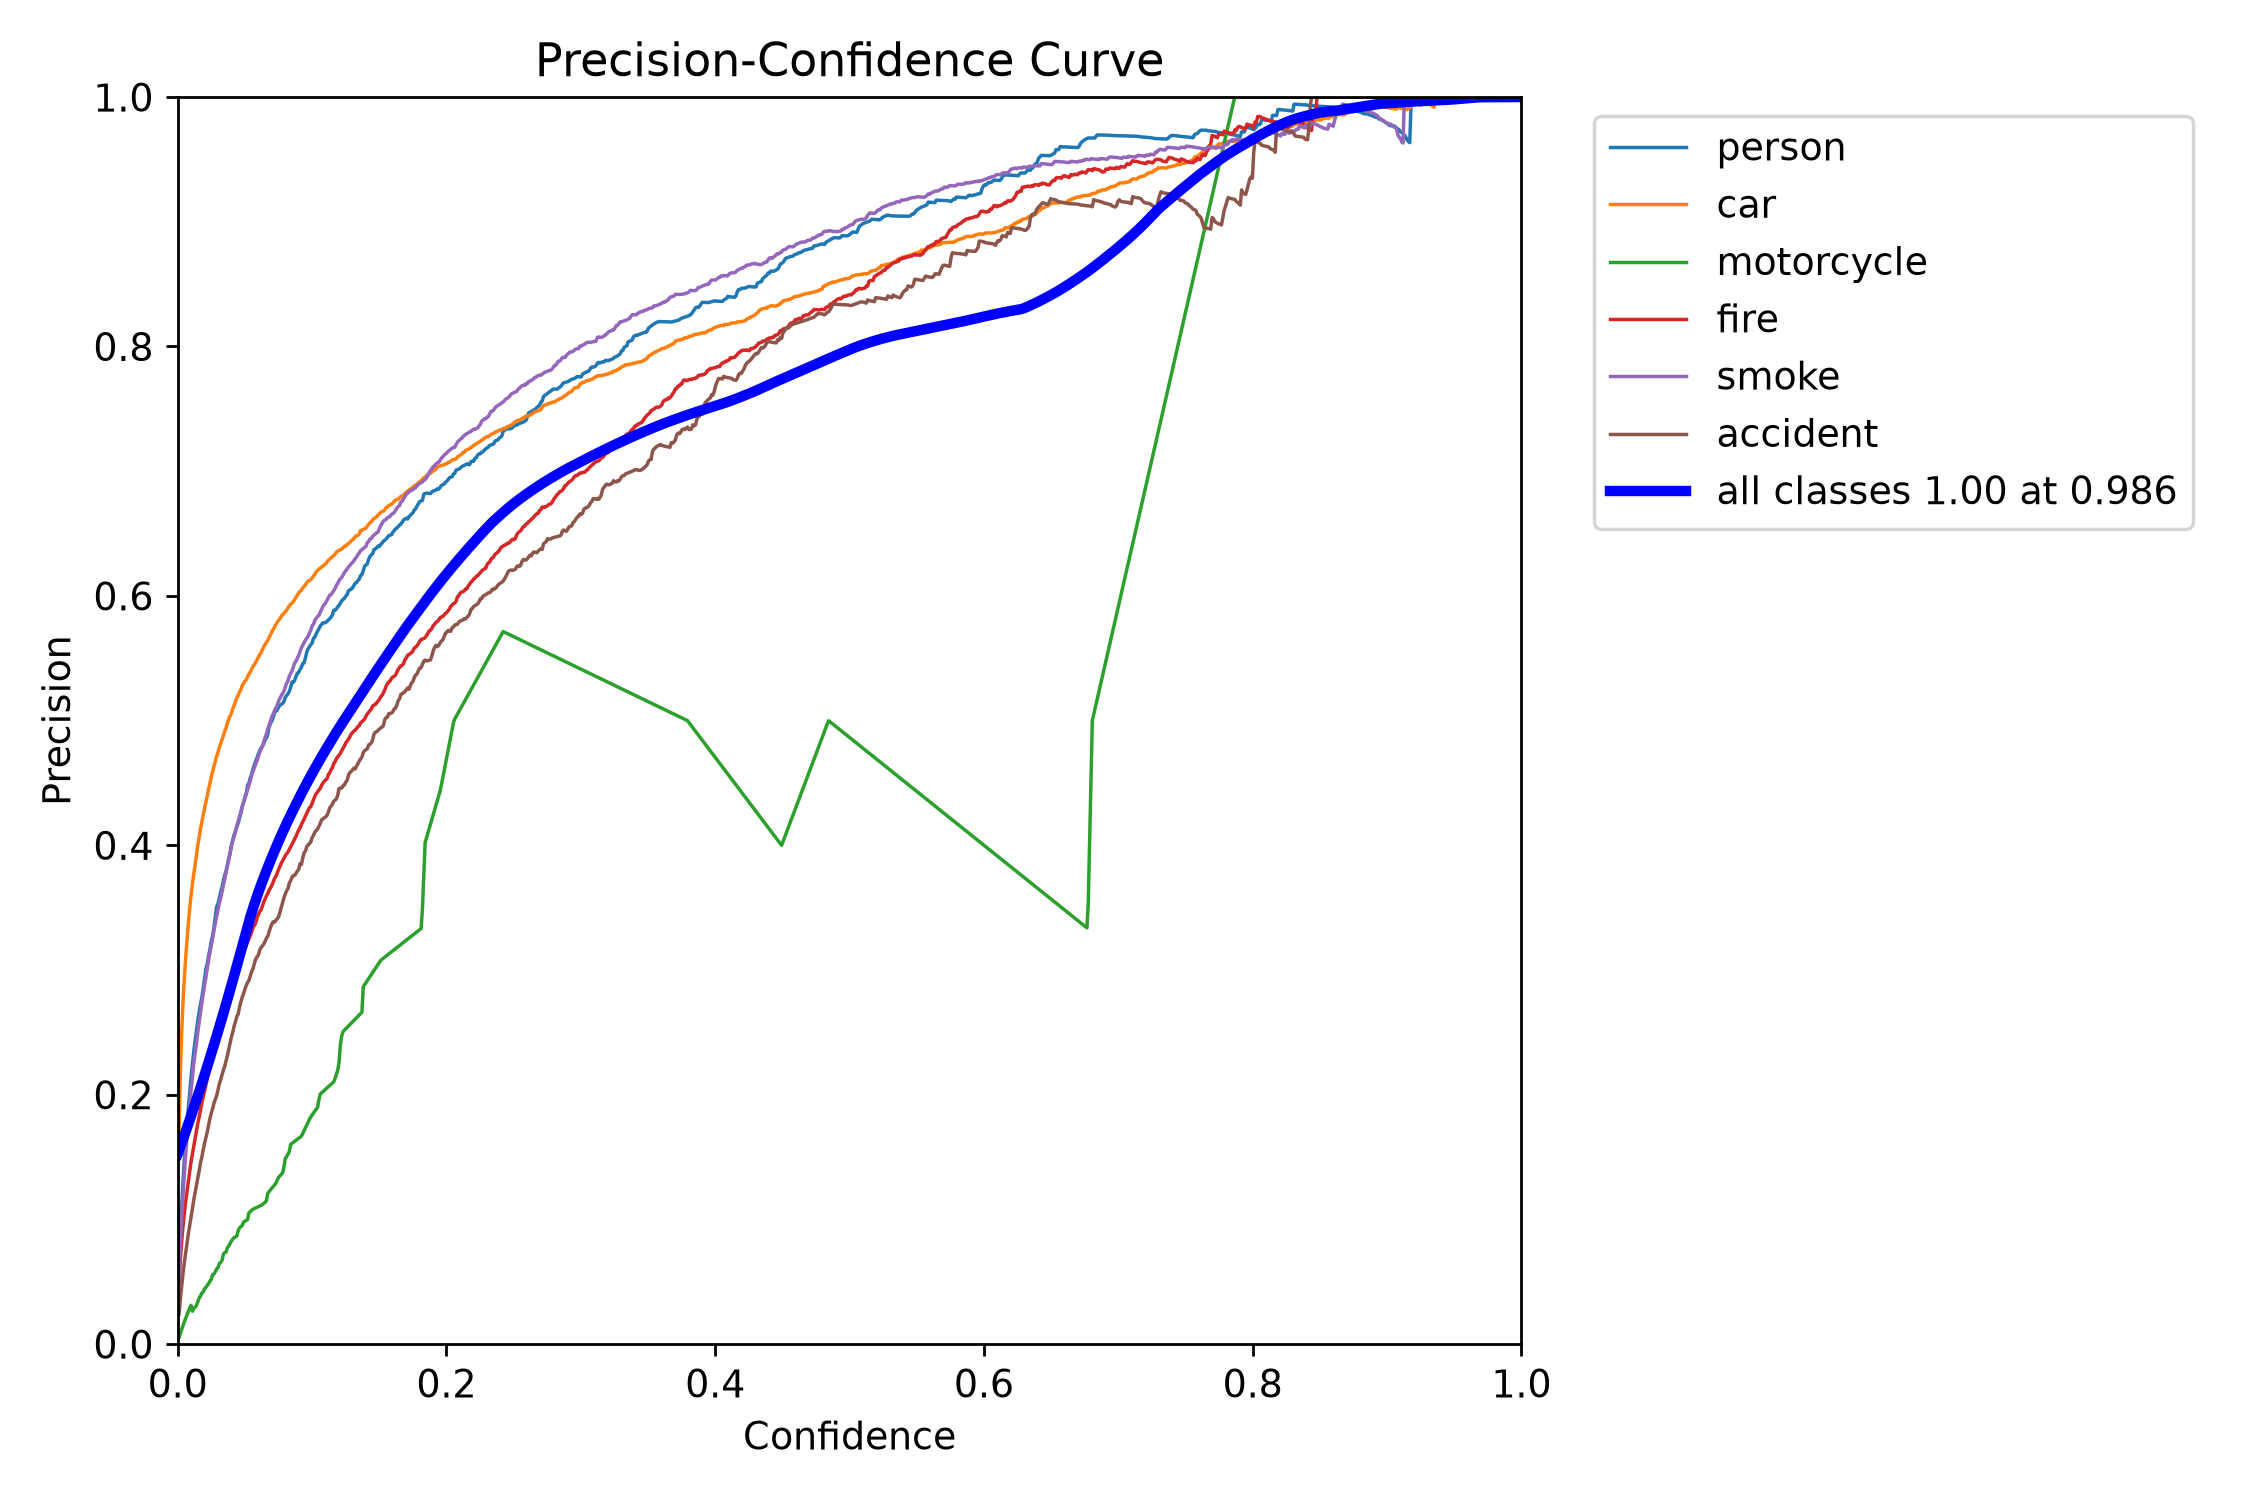 Precision-Confidence Curve
1.0
0.8
0.6
0.4
0.2
0.0
Precision
0.0 0.2 0.4 0.6 0.8 1.0
Confidence
person
car
motorcycle
fire
smoke
accident
all classes 1.00 at 0.986